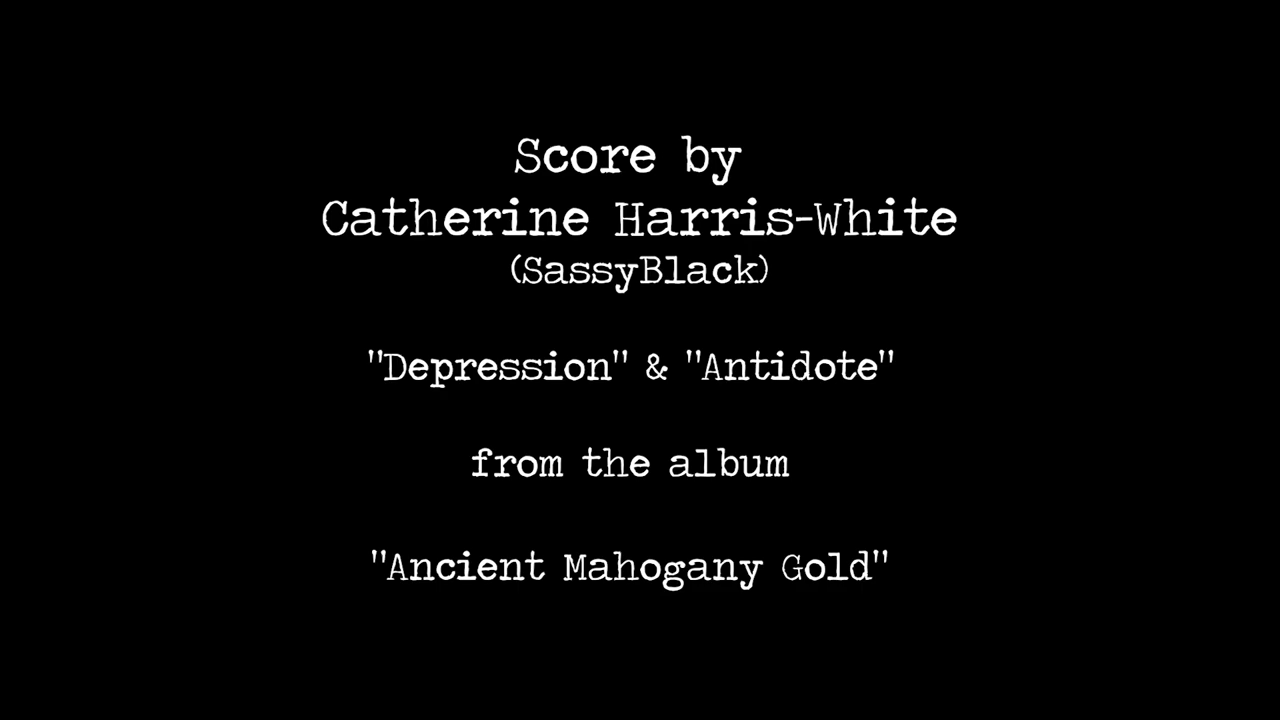 Score by
Catherine Harris-White
(SassyBlack)
"Depression" & "Antidote"
from the album
"Ancient Mahogany Gold"